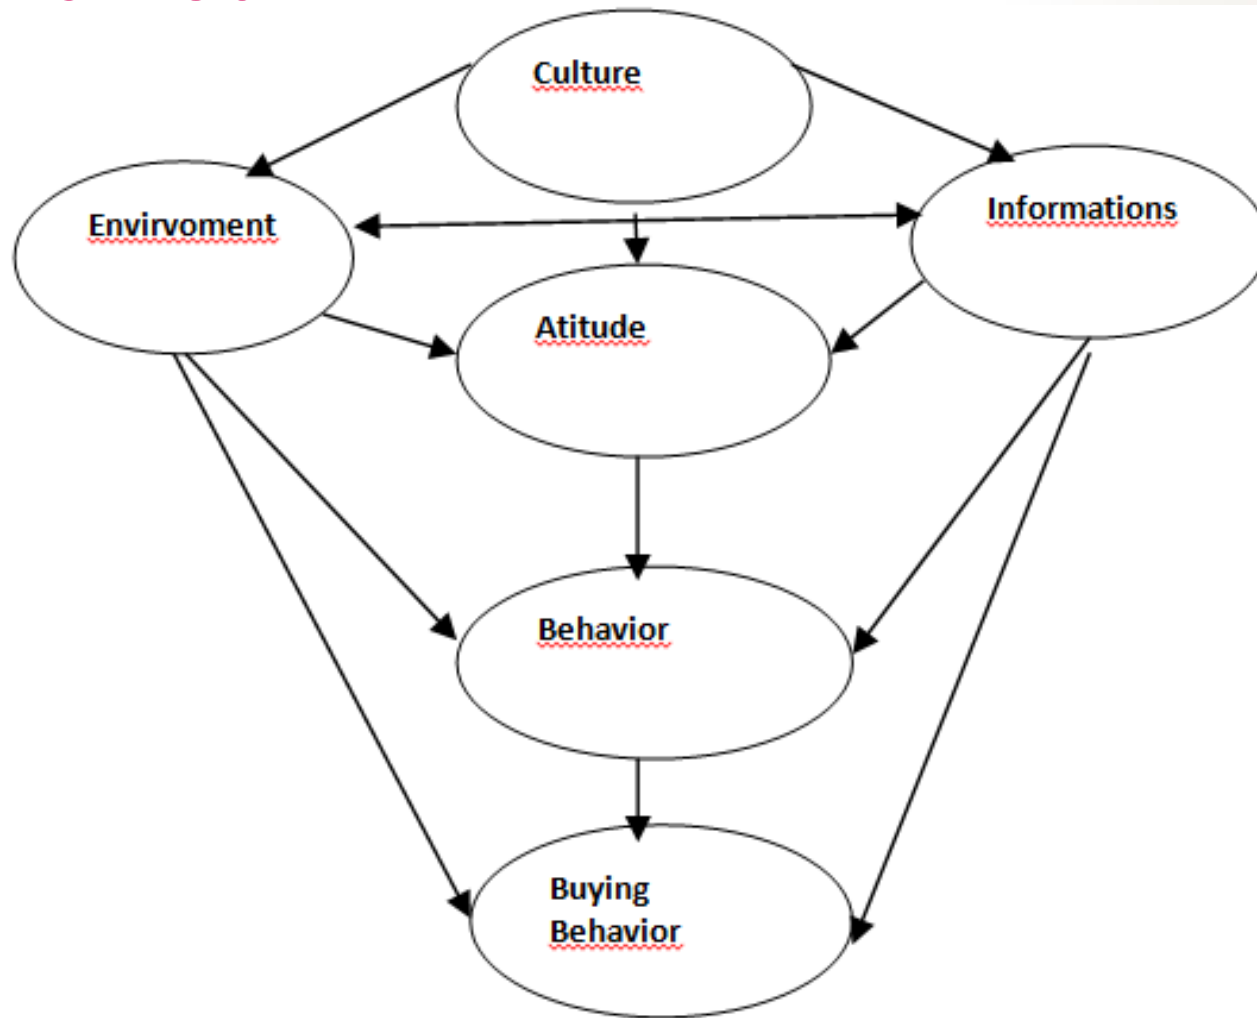 Culture
Envirvoment
Informations
Atitude
Behavior
Buying
Behavior